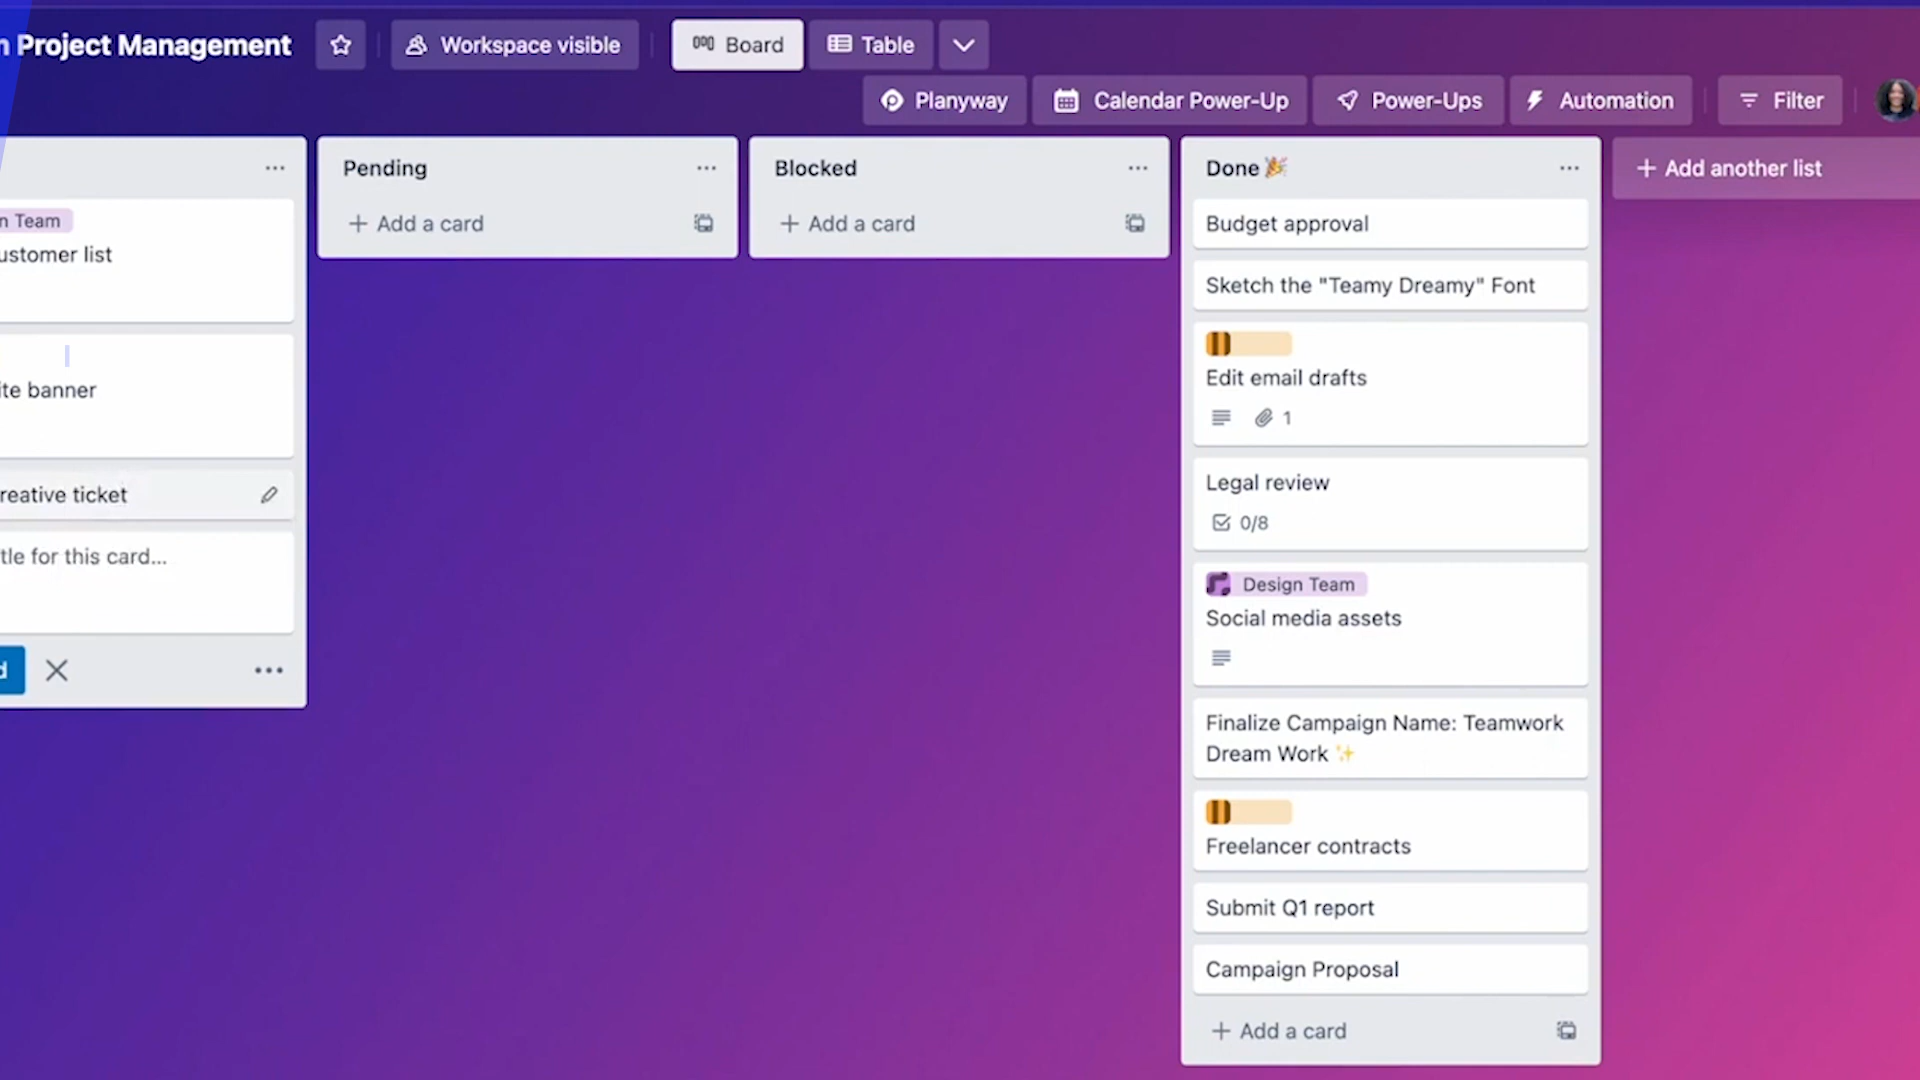 Project Management
Workspace visible
Board
Table
Planyway
Calendar Power-Up
Power-Ups
Automation
Filter
Team
ustomer list
ite banner
reative ticket
tle for this card...
d
Pending
+ Add a card
Blocked
+ Add a card
Done 🎉
Budget approval
Sketch the "Teamy Dreamy" Font
Edit email drafts
1
Legal review
0/8
Design Team
Social media assets
Finalize Campaign Name: Teamwork
Dream Work ✨
Freelancer contracts
Submit Q1 report
Campaign Proposal
+ Add a card
+ Add another list